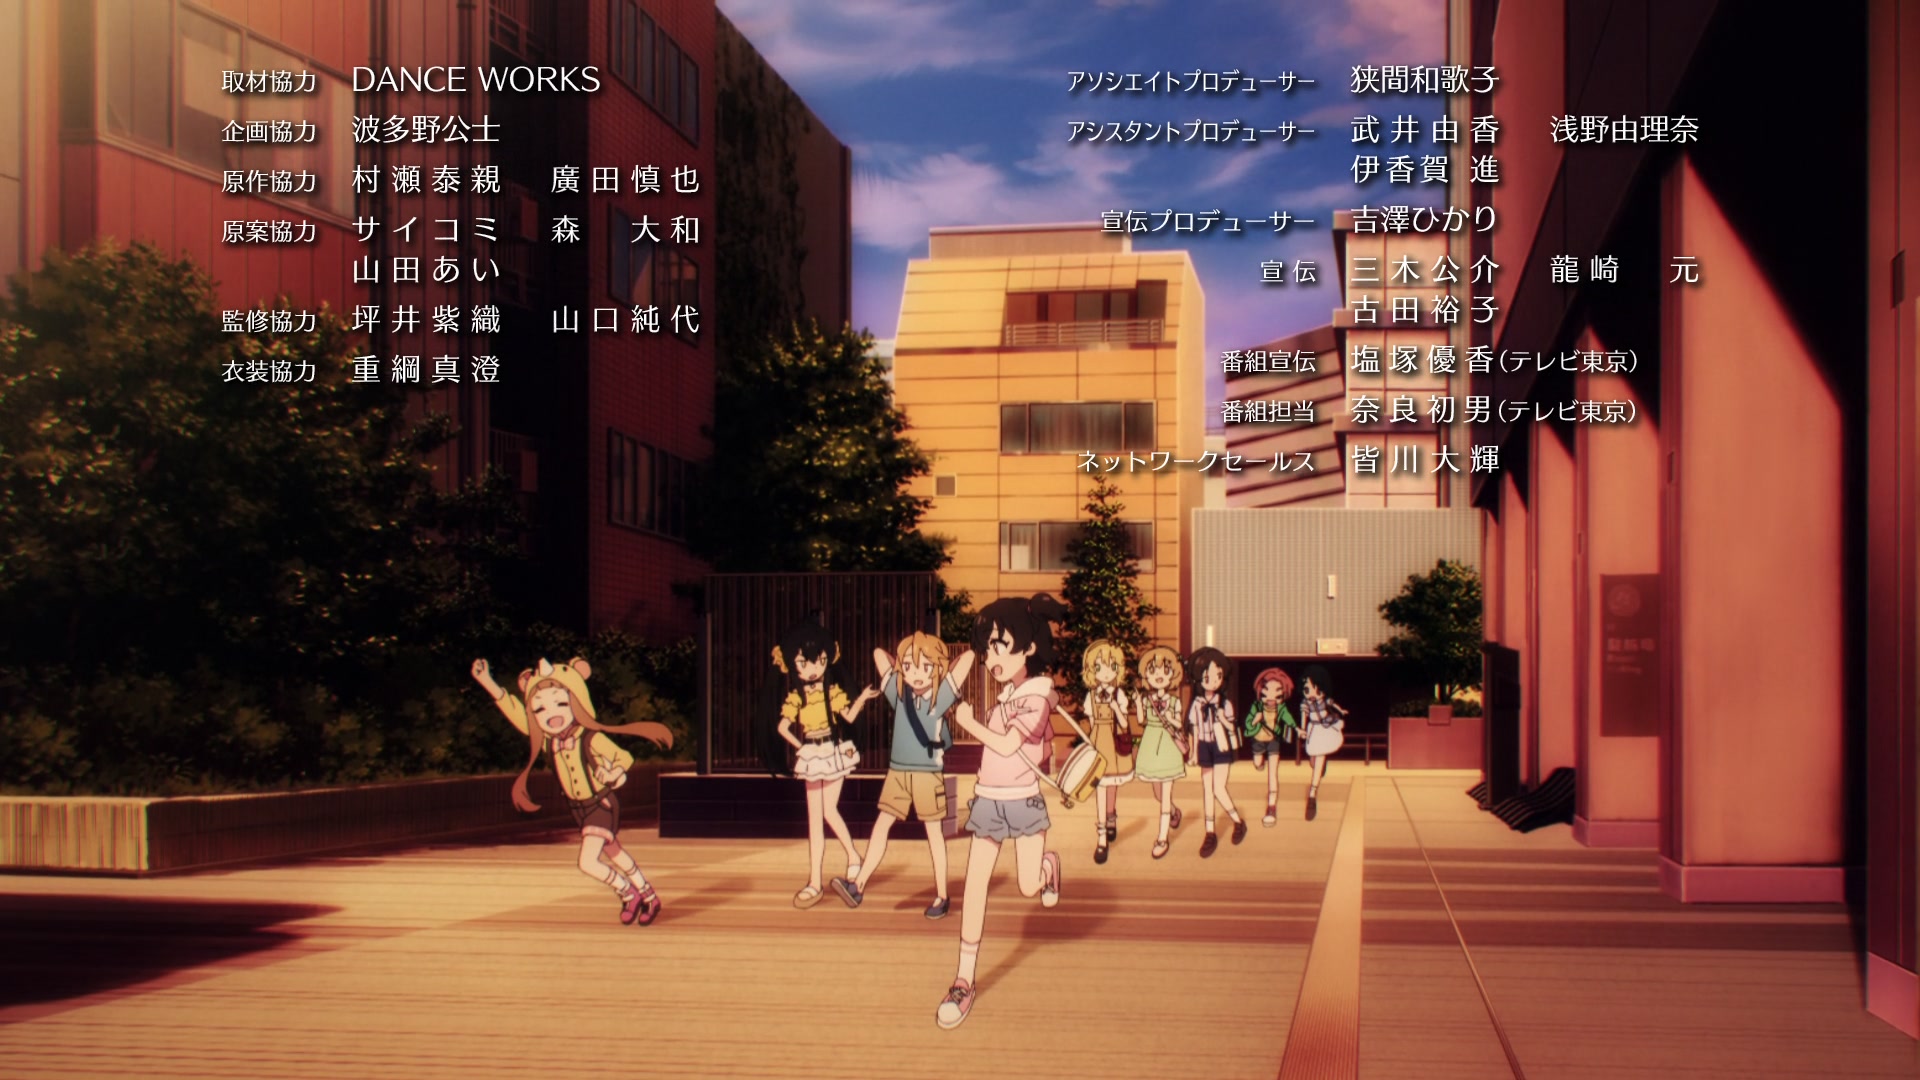 取材協力 DANCE WORKS
企画協力 波多野公士
原作協力 村瀬泰親 廣田慎也
原案協力 サイコミ 森 大和
山田あい
監修協力 坪井紫織 山口純代
衣装協力 重綱真澄
アソシエイトプロデューサー 狭間和歌子
アシスタントプロデューサー 武井由香 浅野由理奈
伊香賀 進
宣伝プロデューサー 吉澤ひかり
宣伝 三木公介 龍崎 元
古田裕子
番組宣伝 塩塚優香(テレビ東京)
番組担当 奈良初男(テレビ東京)
ネットワークセールス 皆川大輝